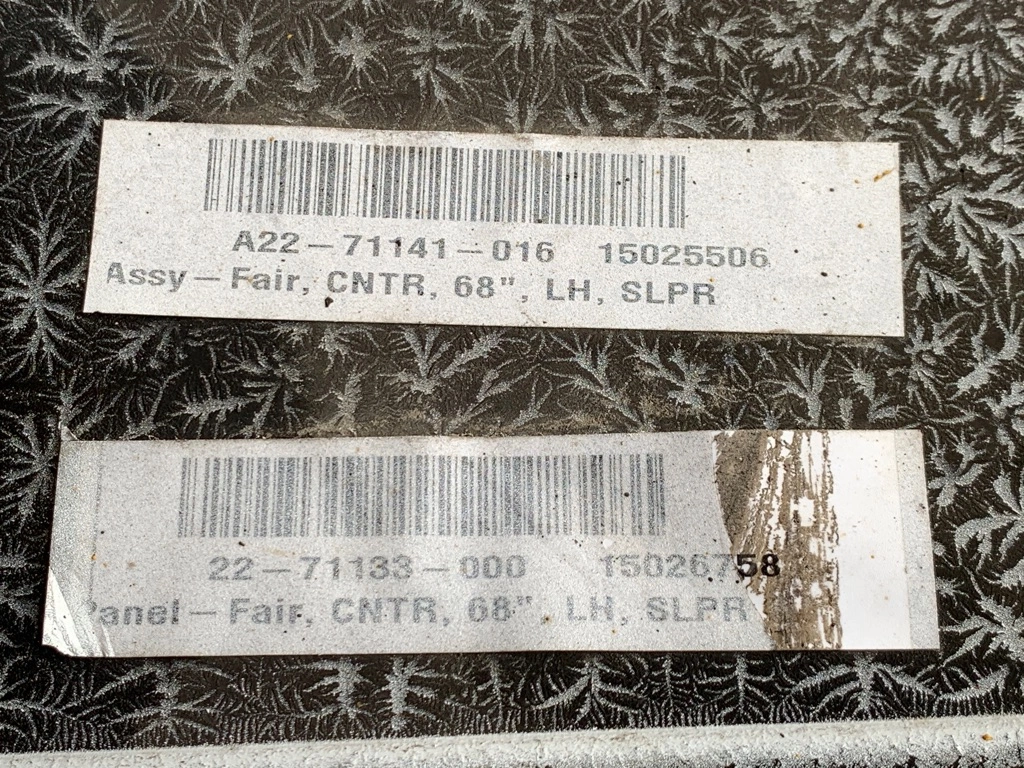 A22-71141-016 15025506
Assy-Fair, CNTR, 68", LH, SLPR
22-71133-000 15026758
Panel-Fair, CNTR, 68", LH, SLPR